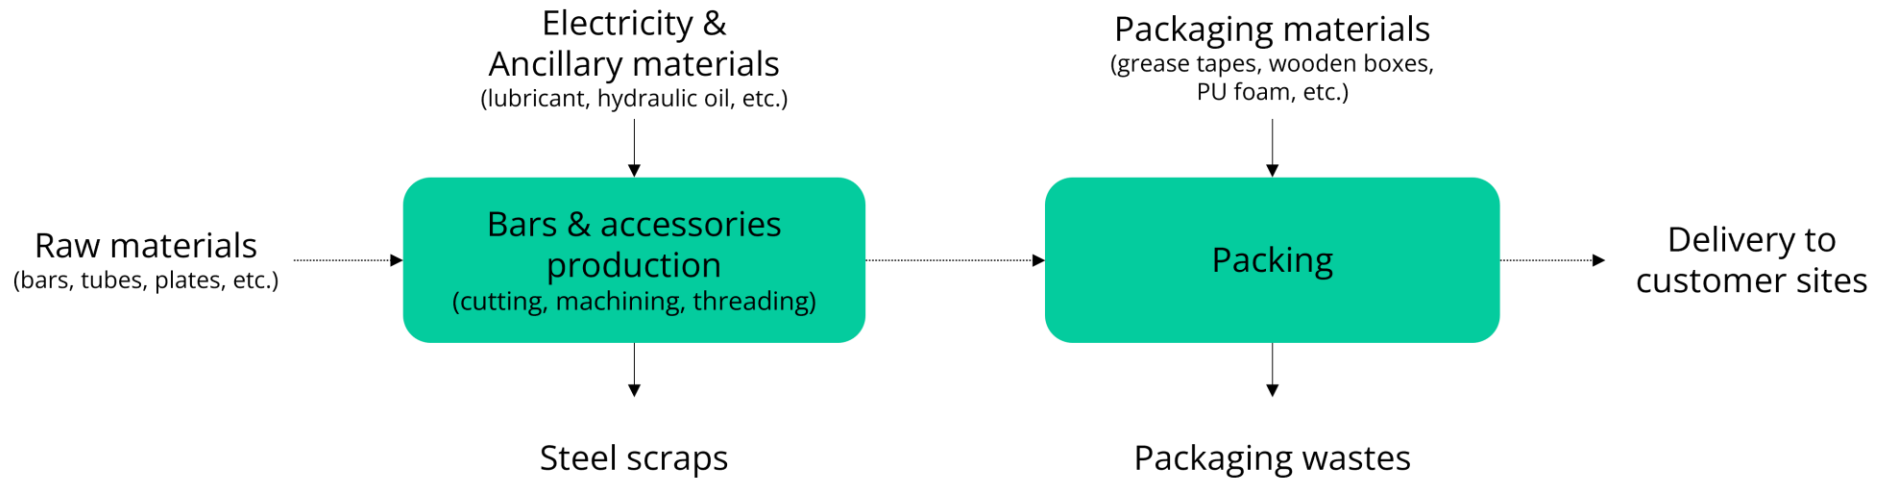 Electricity &
Ancillary materials
(lubricant, hydraulic oil, etc.)
Packaging materials
(grease tapes, wooden boxes,
PU foam, etc.)
Raw materials
(bars, tubes, plates, etc.)
Bars & accessories
production
(cutting, machining, threading)
Packing
Delivery to
customer sites
Steel scraps
Packaging wastes